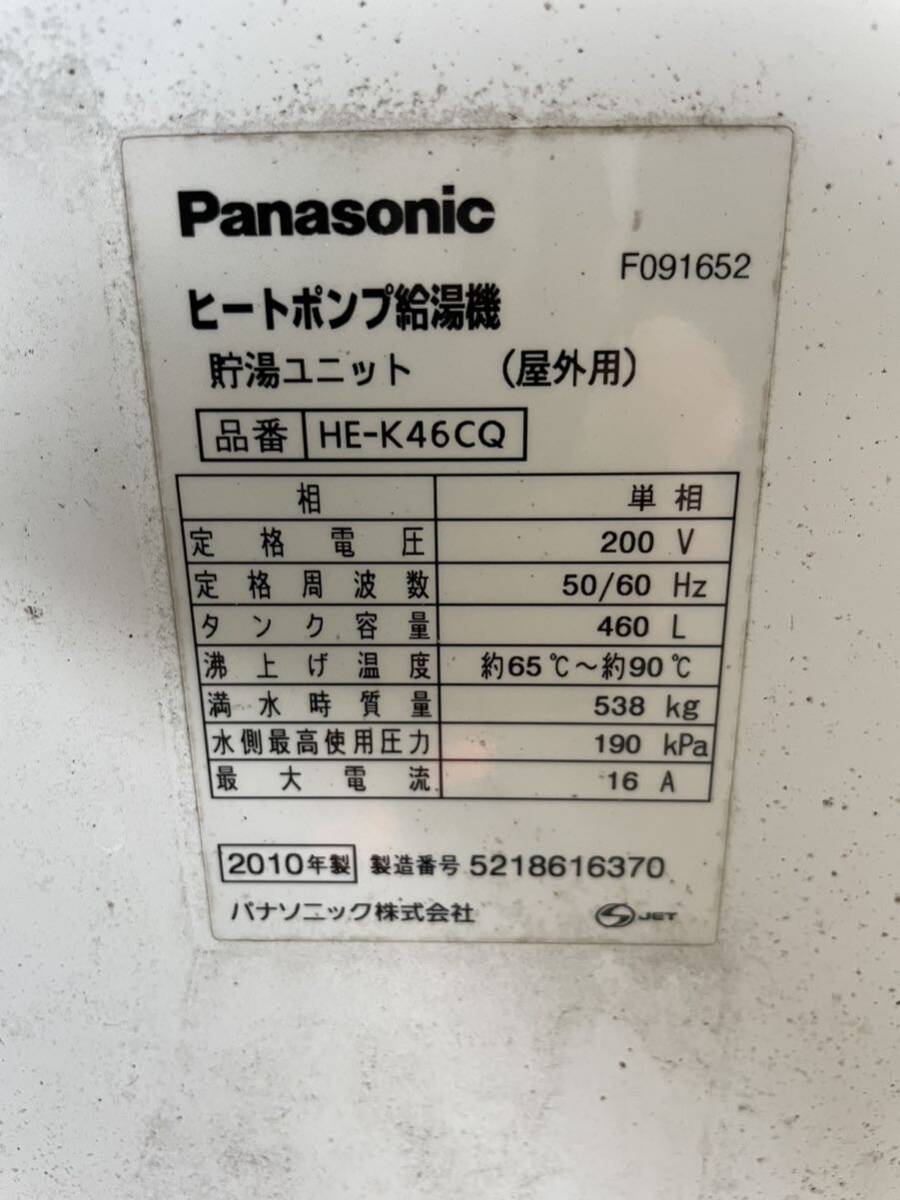 Panasonic
F091652
ヒートポンプ給湯機
貯湯ユニット (屋外用)
品番 HE-K46CQ
相 単相
定格電圧 200 V
定格周波数 50/60 Hz
タンク容量 460 L
沸上げ温度 約65℃～約90℃
満水時質量 538 kg
水側最高使用圧力 190 kPa
最大電流 16 A
2010年製 製造番号 5218616370
パナソニック株式会社 S JET